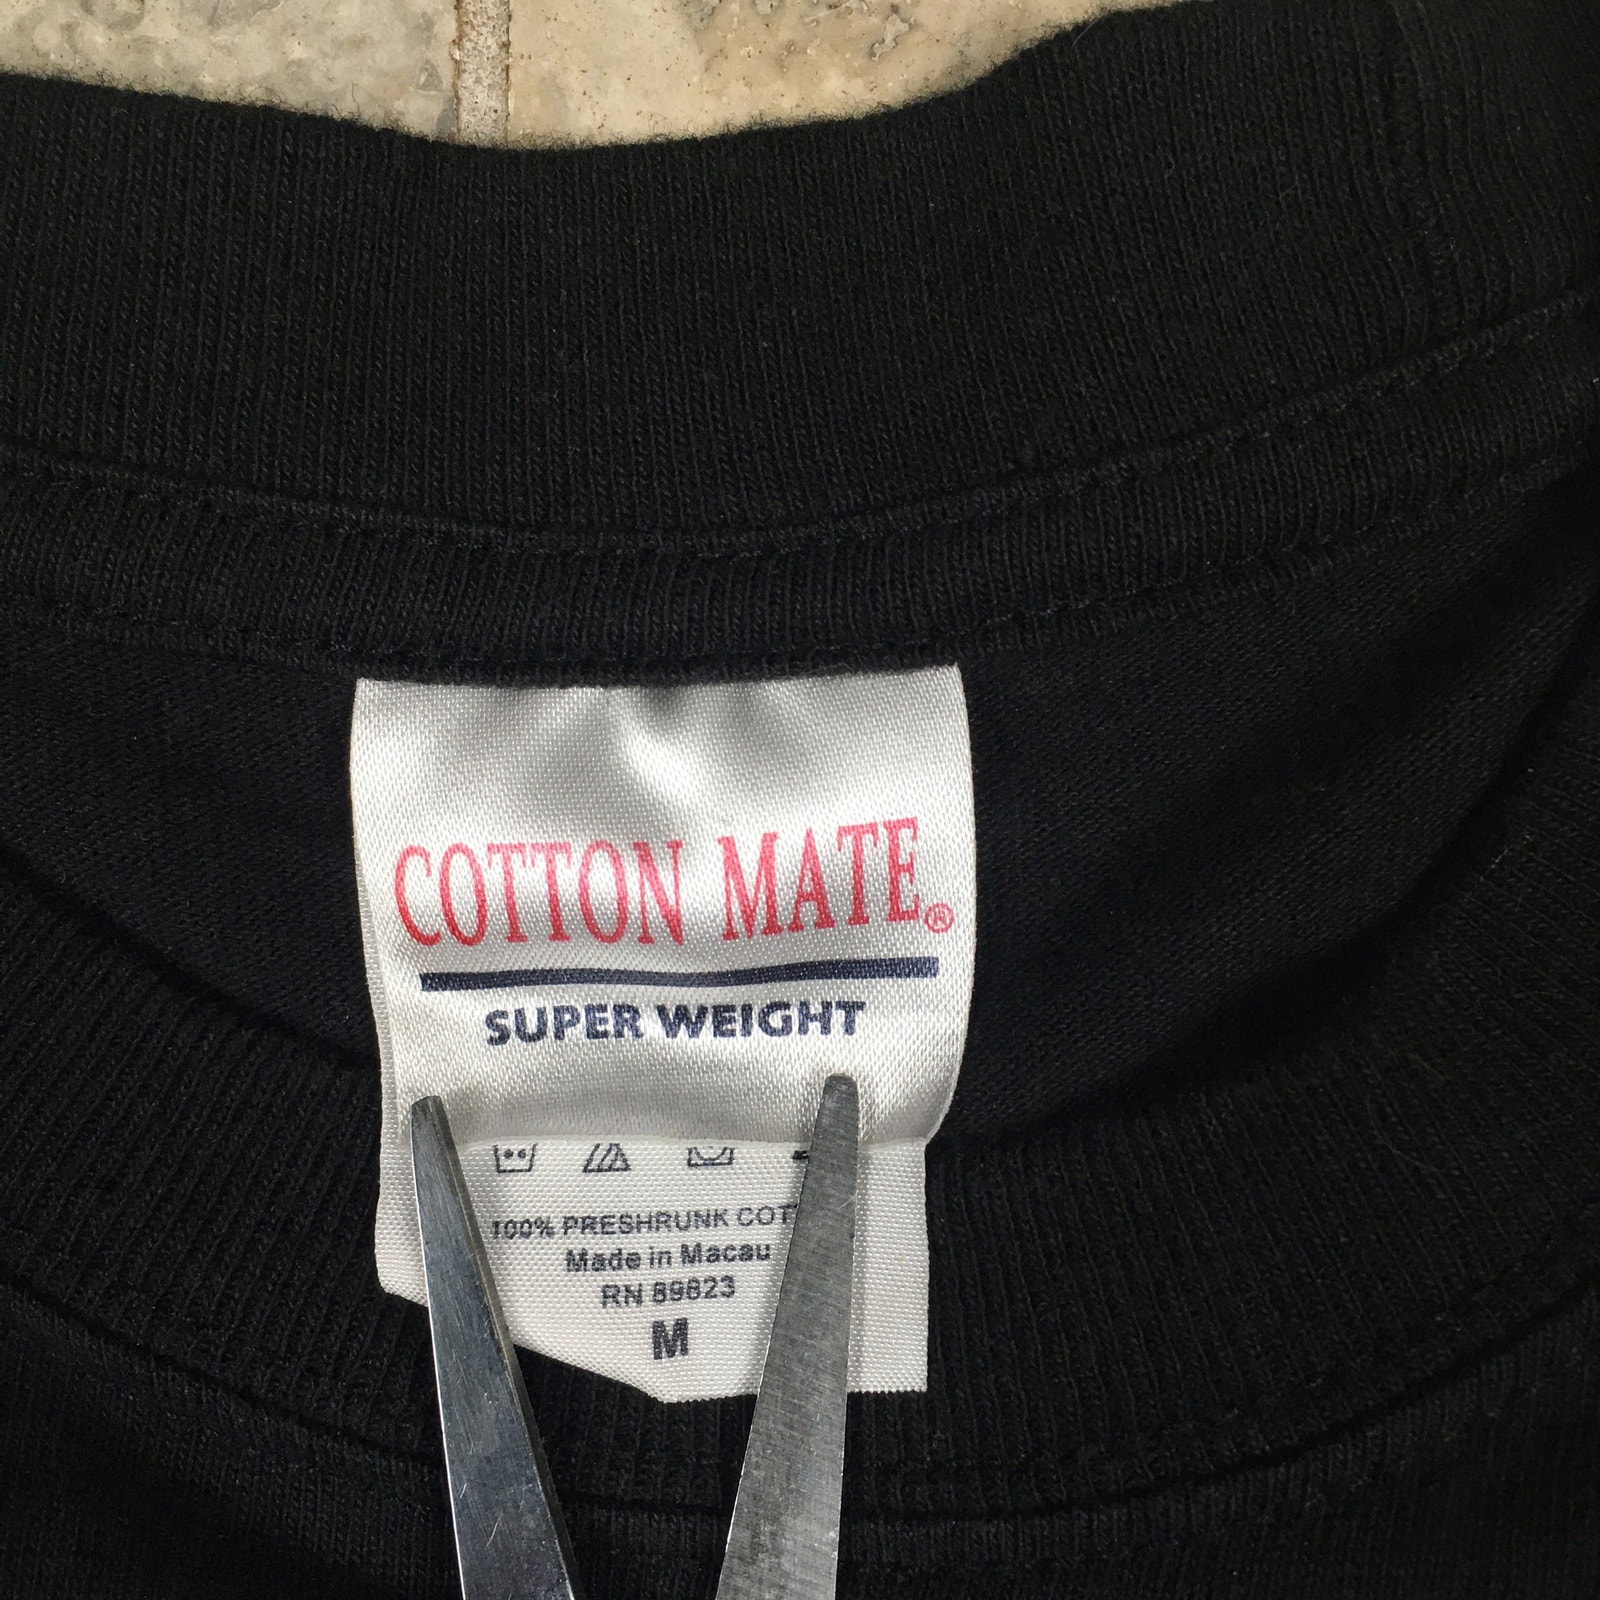 COTTON MATE®
SUPER WEIGHT
100% PRESHRUNK COT
Made in Macau
RN 89823
M